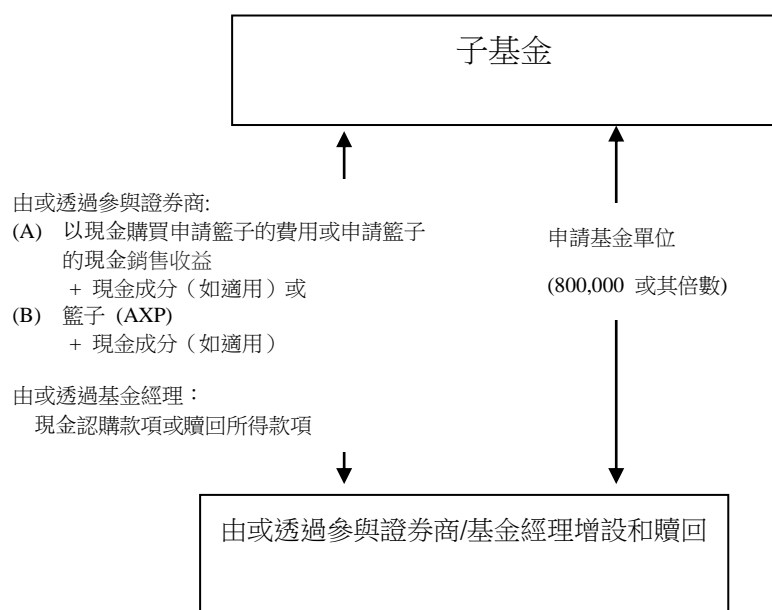 子基金
由或透過參與證券商:
(A) 以現金購買申請籃子的費用或申請籃子
的現金銷售收益
+ 現金成分（如適用）或
(B) 籃子 (AXP)
+ 現金成分（如適用）
由或透過基金經理：
現金認購款項或贖回所得款項
申請基金單位
(800,000 或其倍數)
由或透過參與證券商/基金經理增設和贖回